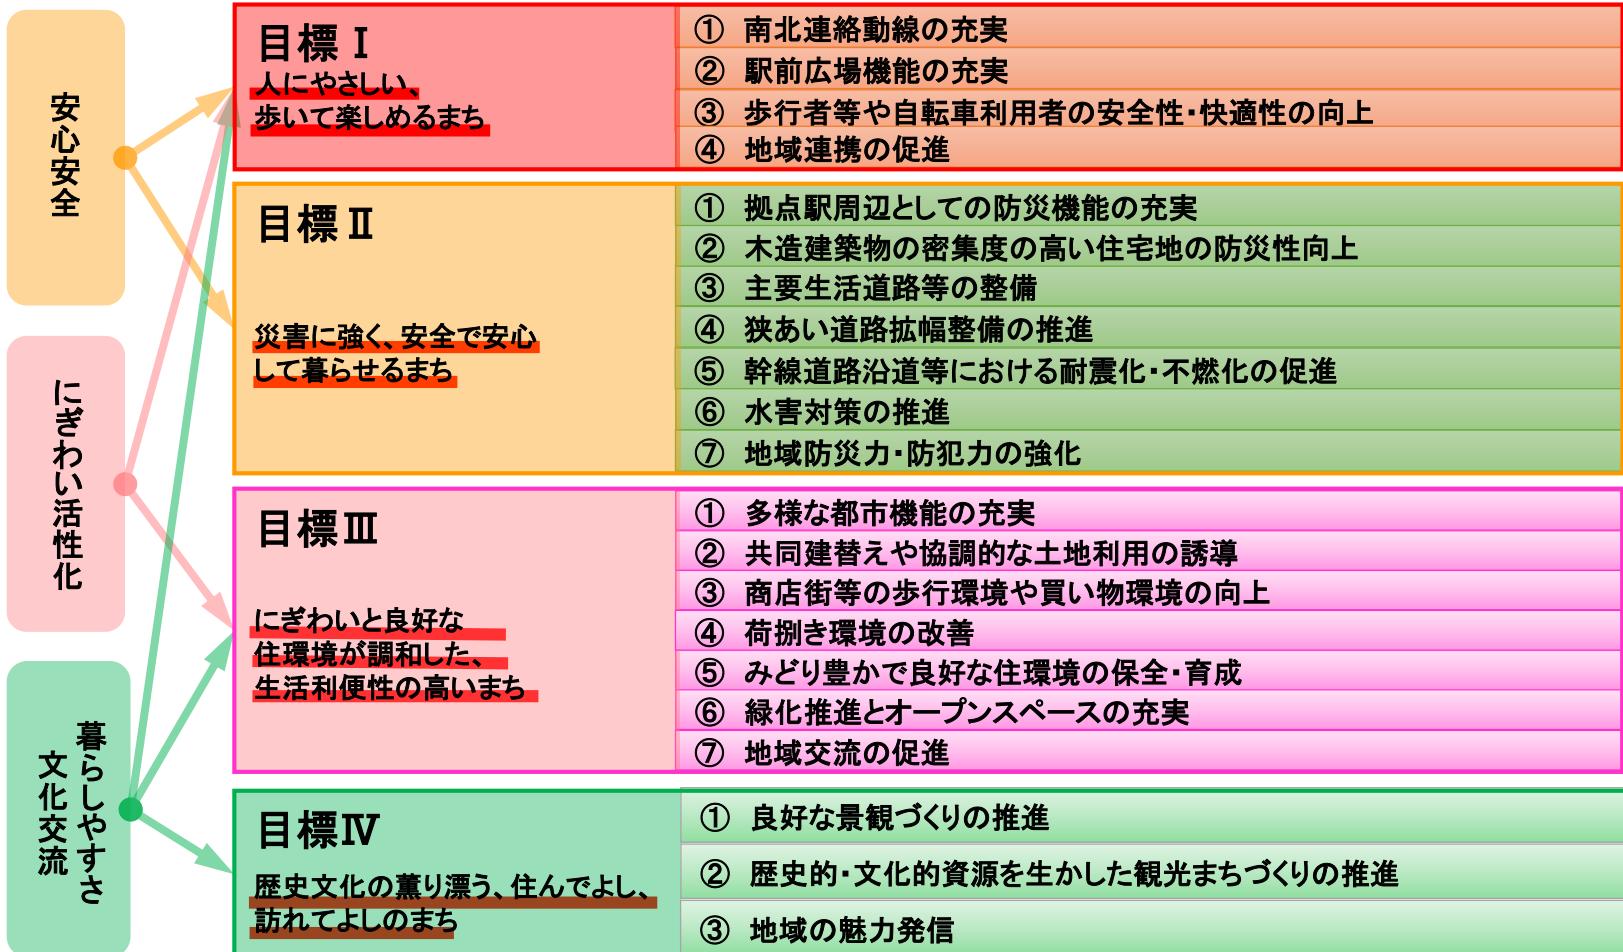 安心安全
にぎわい活性化
暮らしやすさ
文化交流
目標Ⅰ
人にやさしい、
歩いて楽しめるまち
① 南北連絡動線の充実
② 駅前広場機能の充実
③ 歩行者等や自転車利用者の安全性・快適性の向上
④ 地域連携の促進
目標Ⅱ
災害に強く、安全で安心
して暮らせるまち
① 拠点駅周辺としての防災機能の充実
② 木造建築物の密集度の高い住宅地の防災性向上
③ 主要生活道路等の整備
④ 狭あい道路拡幅整備の推進
⑤ 幹線道路沿道等における耐震化・不燃化の促進
⑥ 水害対策の推進
⑦ 地域防災力・防犯力の強化
目標Ⅲ
にぎわいと良好な
住環境が調和した、
生活利便性の高いまち
① 多様な都市機能の充実
② 共同建替えや協調的な土地利用の誘導
③ 商店街等の歩行環境や買い物環境の向上
④ 荷捌き環境の改善
⑤ みどり豊かで良好な住環境の保全・育成
⑥ 緑化推進とオープンスペースの充実
⑦ 地域交流の促進
目標Ⅳ
歴史文化の薫り漂う、住んでよし、
訪れてよしのまち
① 良好な景観づくりの推進
② 歴史的・文化的資源を生かした観光まちづくりの推進
③ 地域の魅力発信